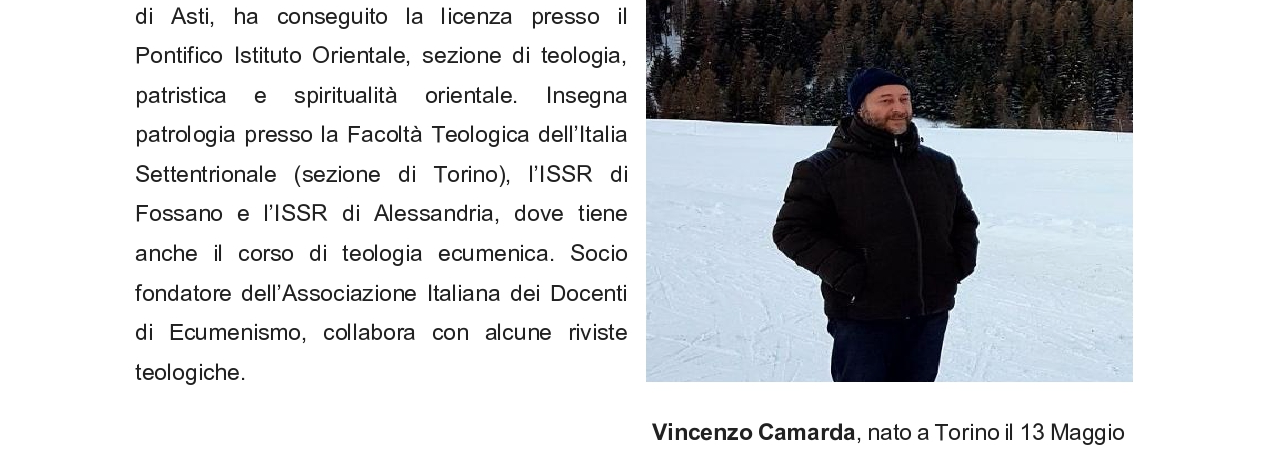 di Asti, ha conseguito la licenza presso il
Pontifico Istituto Orientale, sezione di teologia,
patristica e spiritualità orientale. Insegna
patrologia presso la Facoltà Teologica dell’Italia
Settentrionale (sezione di Torino), l’ISSR di
Fossano e l’ISSR di Alessandria, dove tiene
anche il corso di teologia ecumenica. Socio
fondatore dell’Associazione Italiana dei Docenti
di Ecumenismo, collabora con alcune riviste
teologiche.
Vincenzo Camarda, nato a Torino il 13 Maggio